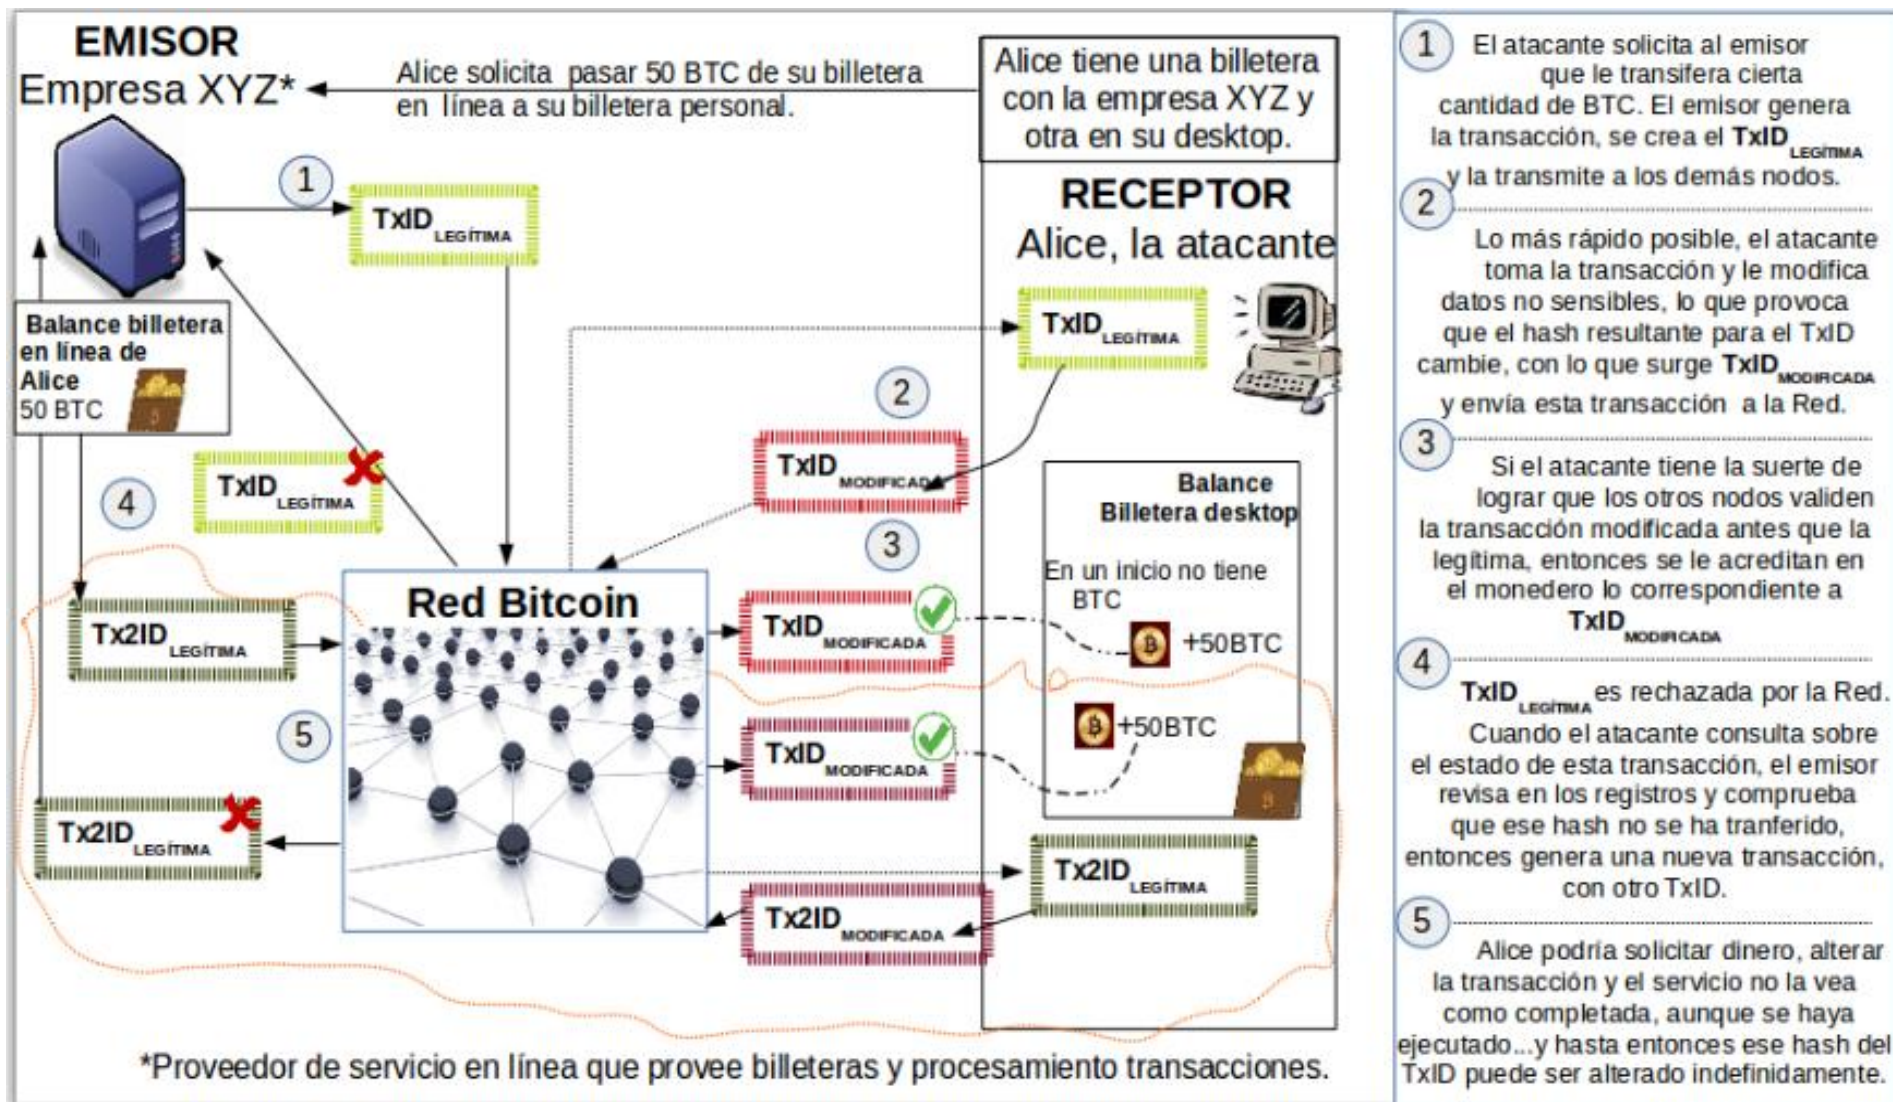 EMISOR
Empresa XYZ*
Alice solicita pasar 50 BTC de su billetera
en línea a su billetera personal.
Alice tiene una billetera
con la empresa XYZ y
otra en su desktop.
1
TxID LEGÍTIMA
RECEPTOR
Alice, la atacante
TxID LEGÍTIMA
Balance billetera
en línea de
Alice
50 BTC
2
TxID MODIFICADA
TxID LEGÍTIMA
4
3
Balance
Billetera desktop
En un inicio no tiene
BTC
Red Bitcoin
Tx2ID LEGÍTIMA
TxID MODIFICADA
+50BTC
5
TxID MODIFICADA
+50BTC
Tx2ID LEGÍTIMA
Tx2ID LEGÍTIMA
Tx2ID MODIFICADA
*Proveedor de servicio en línea que provee billeteras y procesamiento transacciones.
1
El atacante solicita al emisor
que le transifera cierta
cantidad de BTC. El emisor genera
la transacción, se crea el TxID LEGÍTIMA
y la transmite a los demás nodos.
2
Lo más rápido posible, el atacante
toma la transacción y le modifica
datos no sensibles, lo que provoca
que el hash resultante para el TxID
cambie, con lo que surge TxID MODIFICADA
y envía esta transacción a la Red.
3
Si el atacante tiene la suerte de
lograr que los otros nodos validen
la transacción modificada antes que la
legítima, entonces se le acreditan en
el monedero lo correspondiente a
TxID MODIFICADA
4
TxID LEGÍTIMA es rechazada por la Red.
Cuando el atacante consulta sobre
el estado de esta transacción, el emisor
revisa en los registros y comprueba
que ese hash no se ha tranferido,
entonces genera una nueva transacción,
con otro TxID.
5
Alice podría solicitar dinero, alterar
la transacción y el servicio no la vea
como completada, aunque se haya
ejecutado...y hasta entonces ese hash del
TxID puede ser alterado indefinidamente.